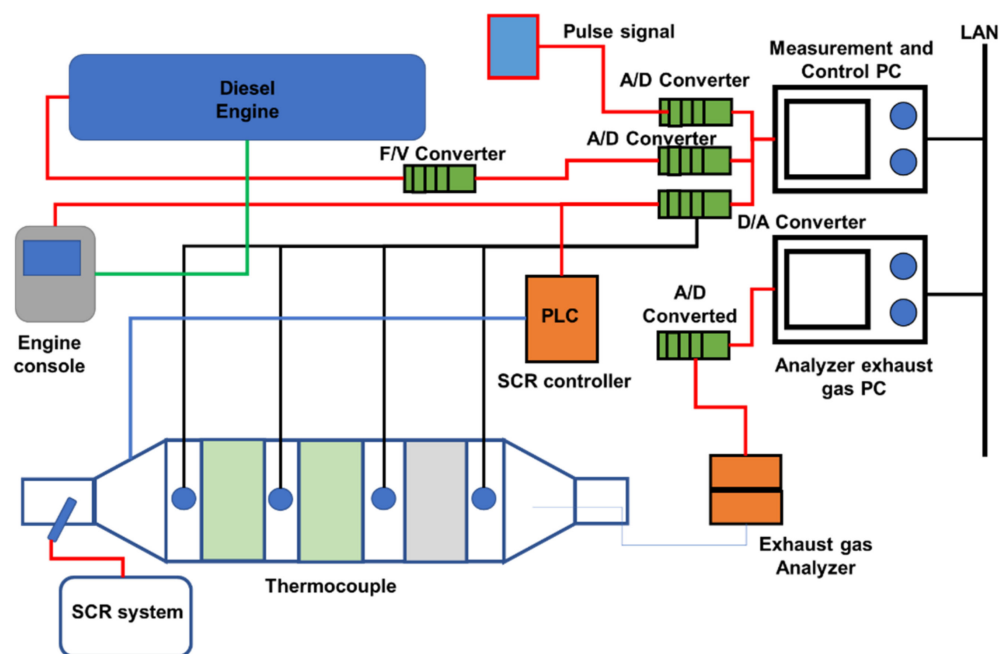 Pulse signal
LAN
Measurement and
Control PC
A/D Converter
Diesel
Engine
A/D Converter
F/V Converter
D/A Converter
A/D
Converted
PLC
Engine
console
SCR controller
Analyzer exhaust
gas PC
Exhaust gas
Analyzer
Thermocouple
SCR system